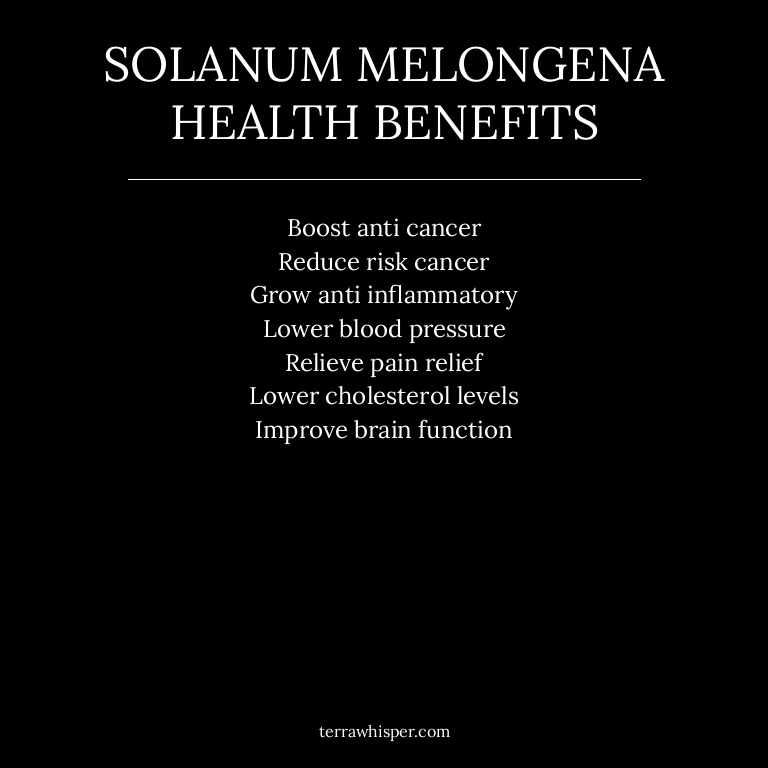 SOLANUM MELONGENA
HEALTH BENEFITS
Boost anti cancer
Reduce risk cancer
Grow anti inflammatory
Lower blood pressure
Relieve pain relief
Lower cholesterol levels
Improve brain function
terrawhisper.com